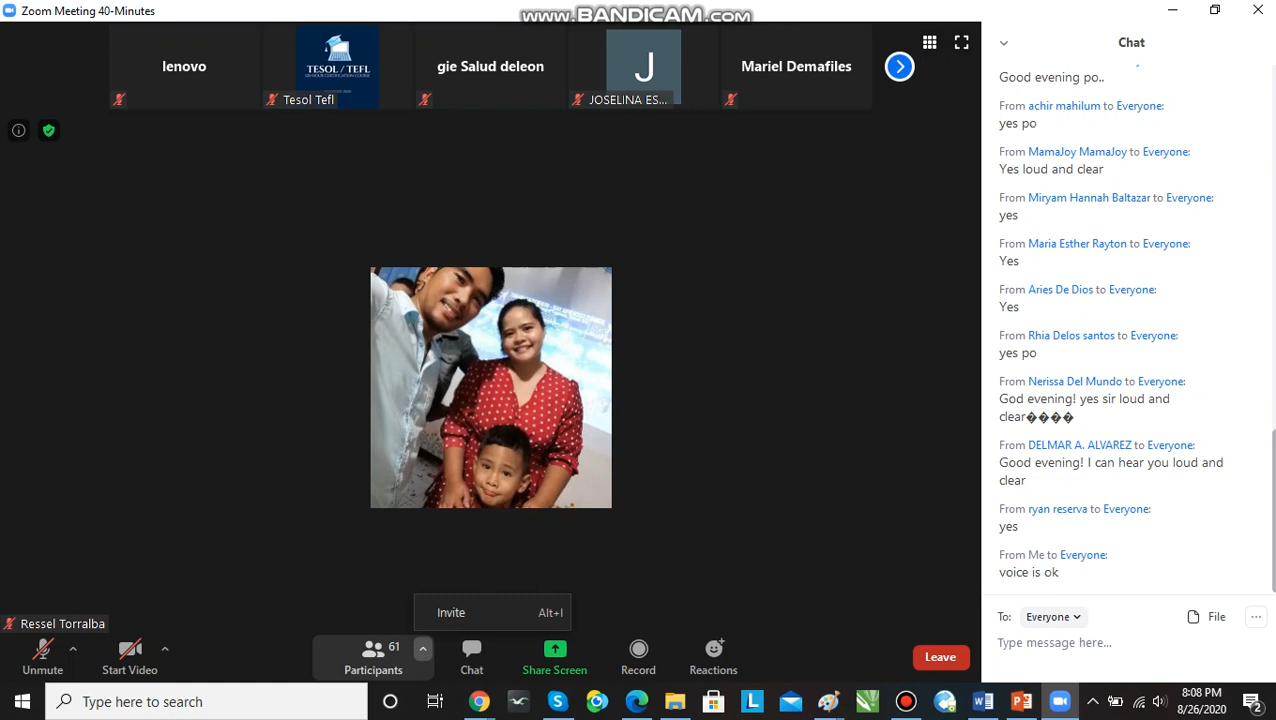 Zoom Meeting 40-Minutes
www.BANDICAM.com
lenovo
TESOL / TEFL
Tesol Tefl
gie Salud deleon
J
JOSELINA ES...
Mariel Demafiles
Chat
Good evening po..
From achir mahilum to Everyone:
yes po
From MamaJoy MamaJoy to Everyone:
Yes loud and clear
From Miryam Hannah Baltazar to Everyone:
yes
From Maria Esther Rayton to Everyone:
Yes
From Aries De Dios to Everyone:
Yes
From Rhia Delos santos to Everyone:
yes po
From Nerissa Del Mundo to Everyone:
God evening! yes sir loud and
clear����
From DELMAR A. ALVAREZ to Everyone:
Good evening! I can hear you loud and
clear
From ryan reserva to Everyone:
yes
From Me to Everyone:
voice is ok
To: Everyone File ...
Type message here...
Invite Alt+I
Ressel Torralba
61
Unmute Start Video Participants Chat Share Screen Record Reactions Leave
Type here to search
L
8:08 PM
8/26/2020
2